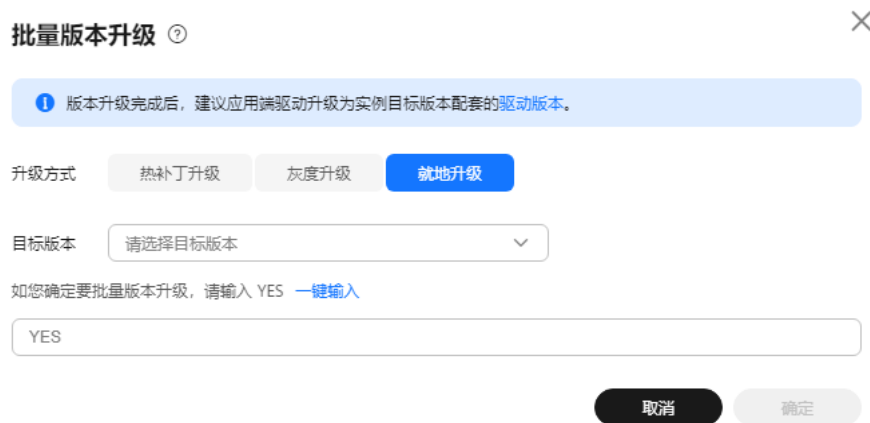 批量版本升级
版本升级完成后，建议应用端驱动升级为实例目标版本配套的驱动版本。
升级方式 热补丁升级 灰度升级 就地升级
目标版本 请选择目标版本
如您确定要批量版本升级，请输入 YES 一键输入
YES
取消 确定